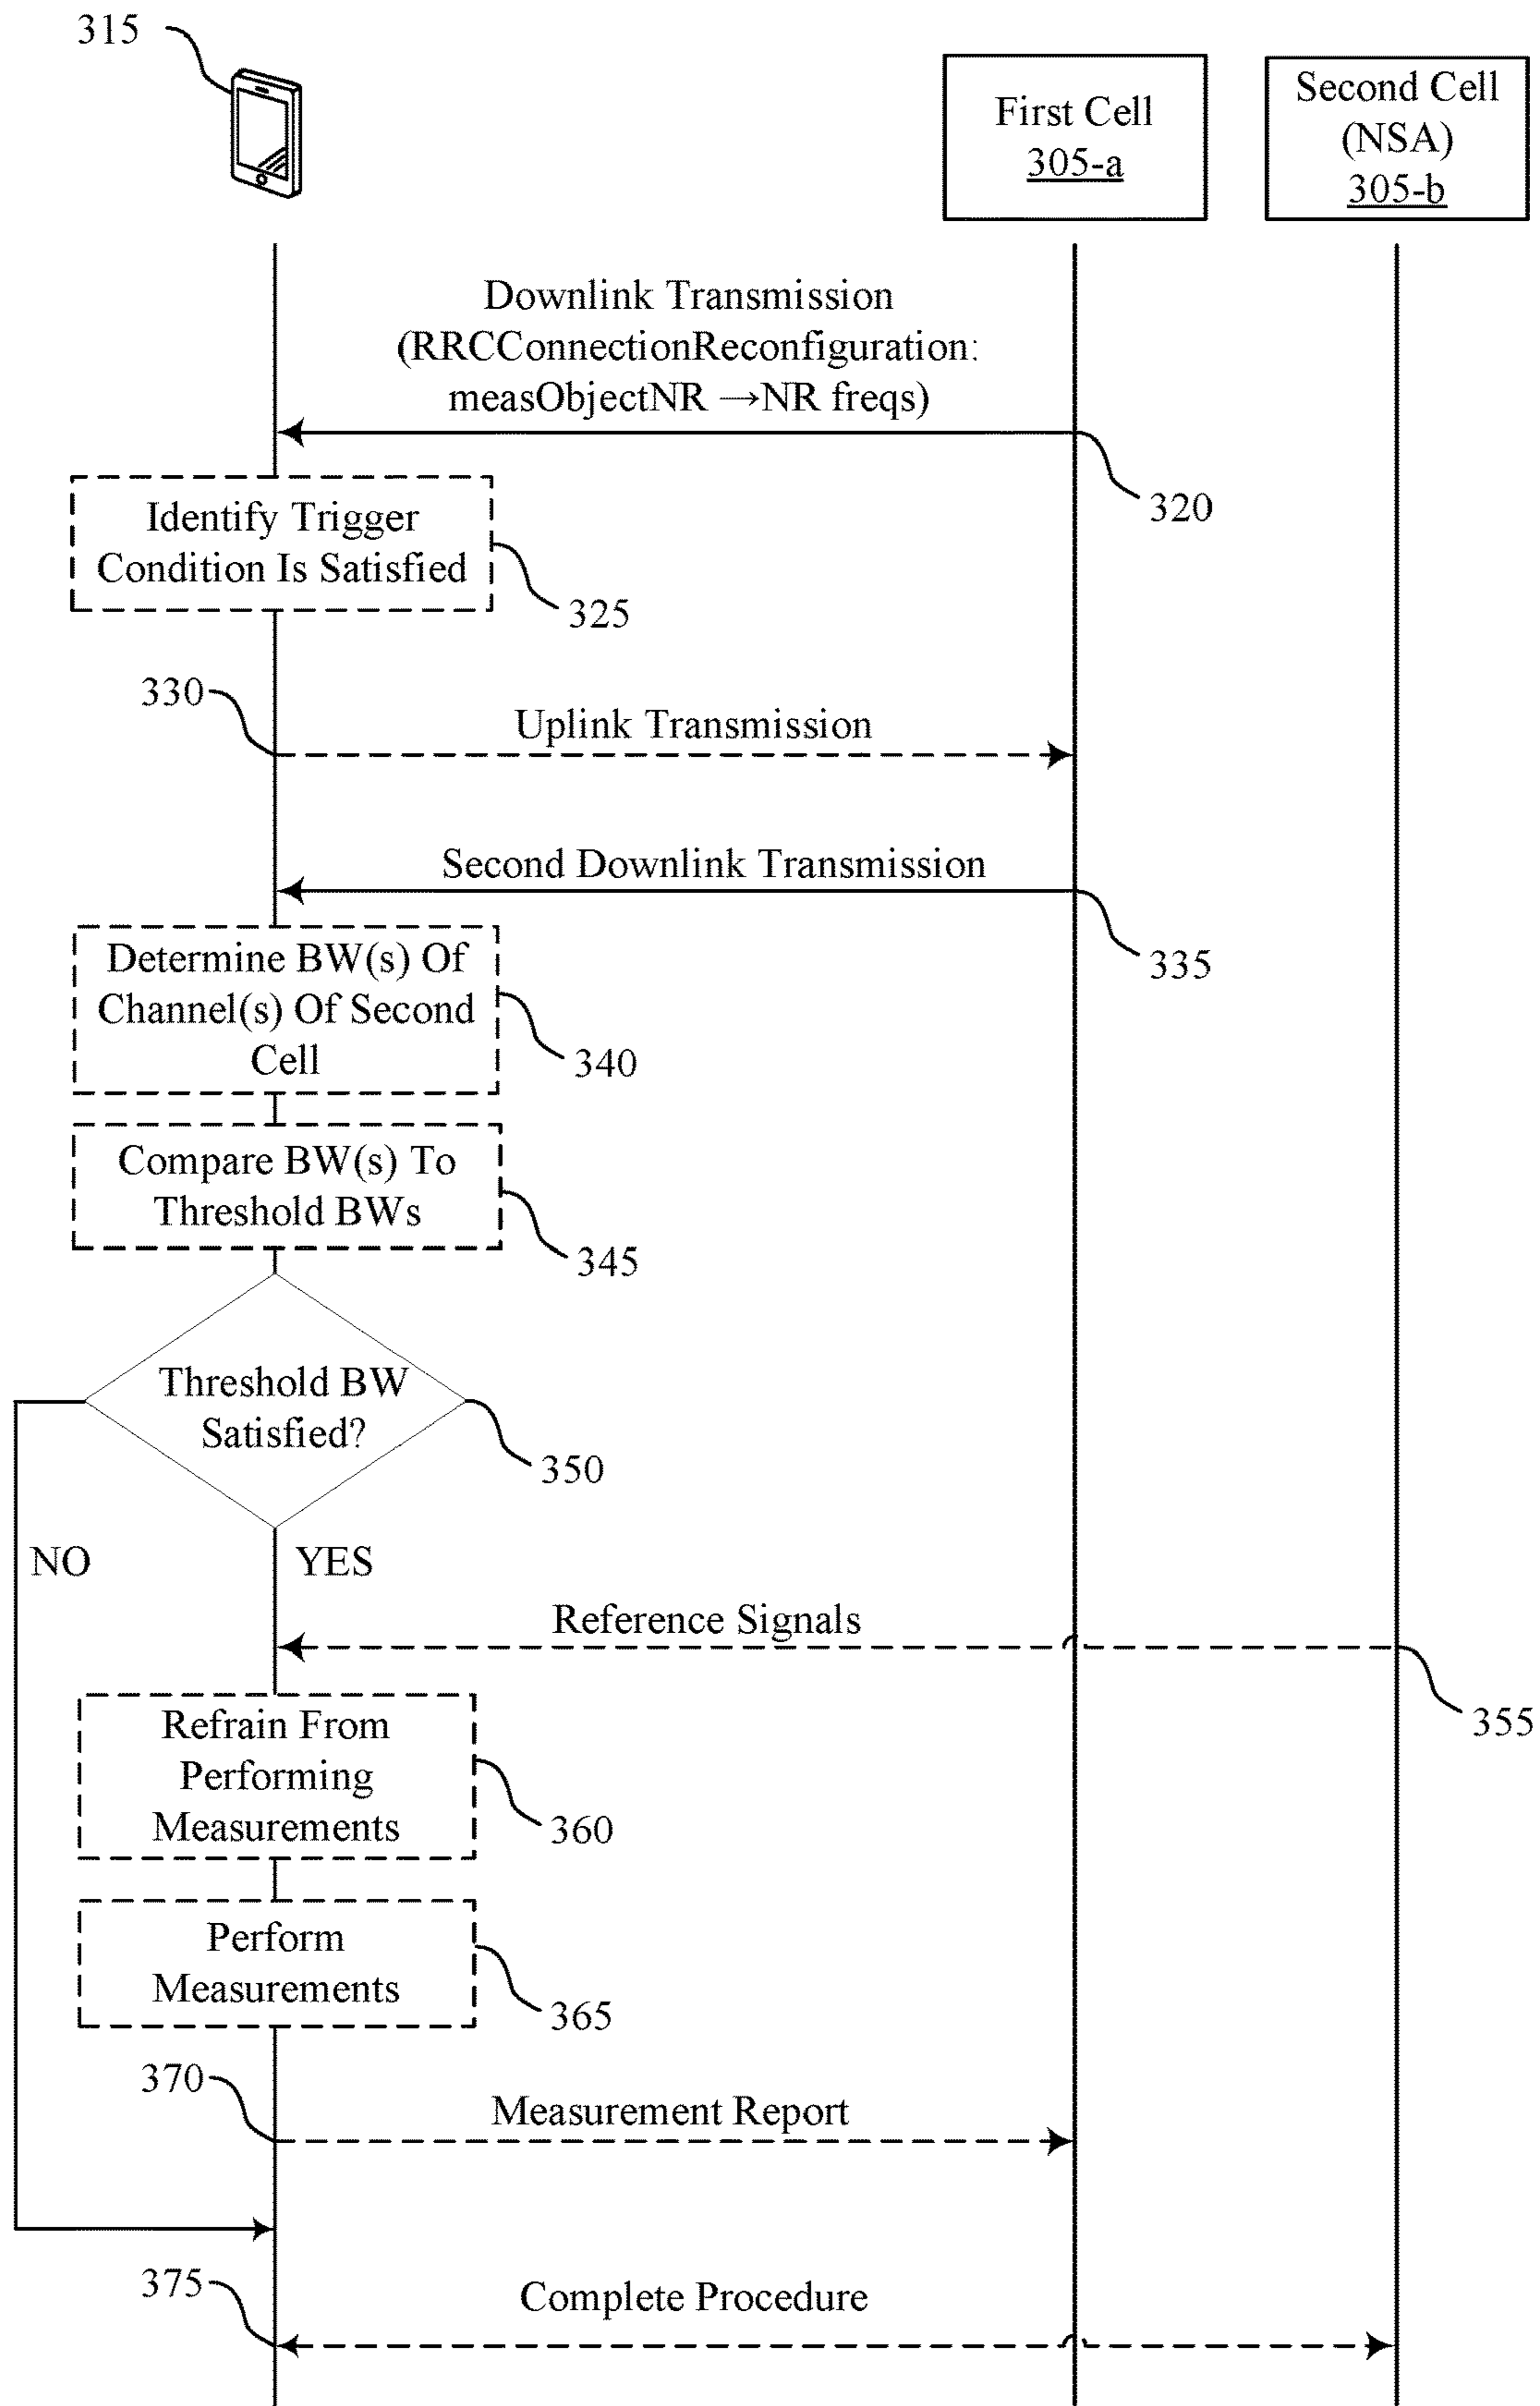 315
First Cell
305-a
Second Cell
(NSA)
305-b
Downlink Transmission
(RRCConnectionReconfiguration:
measObjectNR →NR freqs)
320
Identify Trigger
Condition Is Satisfied
325
330
Uplink Transmission
Second Downlink Transmission
335
Determine BW(s) Of
Channel(s) Of Second
Cell
340
Compare BW(s) To
Threshold BWs
345
Threshold BW
Satisfied?
350
NO
YES
Reference Signals
355
Refrain From
Performing
Measurements
360
Perform
Measurements
365
370
Measurement Report
375
Complete Procedure